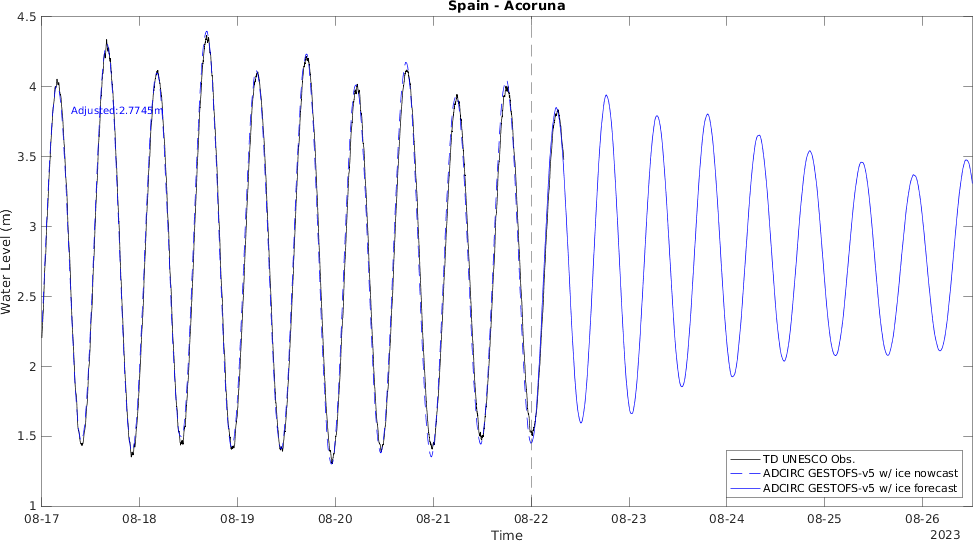 Spain - Acoruna
4.5
4
3.5
3
2.5
2
1.5
1
Water Level (m)
Adjusted:2.7745m
TD UNESCO Obs.
ADCIRC GESTOFS-v5 w/ ice nowcast
ADCIRC GESTOFS-v5 w/ ice forecast
08-17 08-18 08-19 08-20 08-21 08-22 08-23 08-24 08-25 08-26
Time
2023